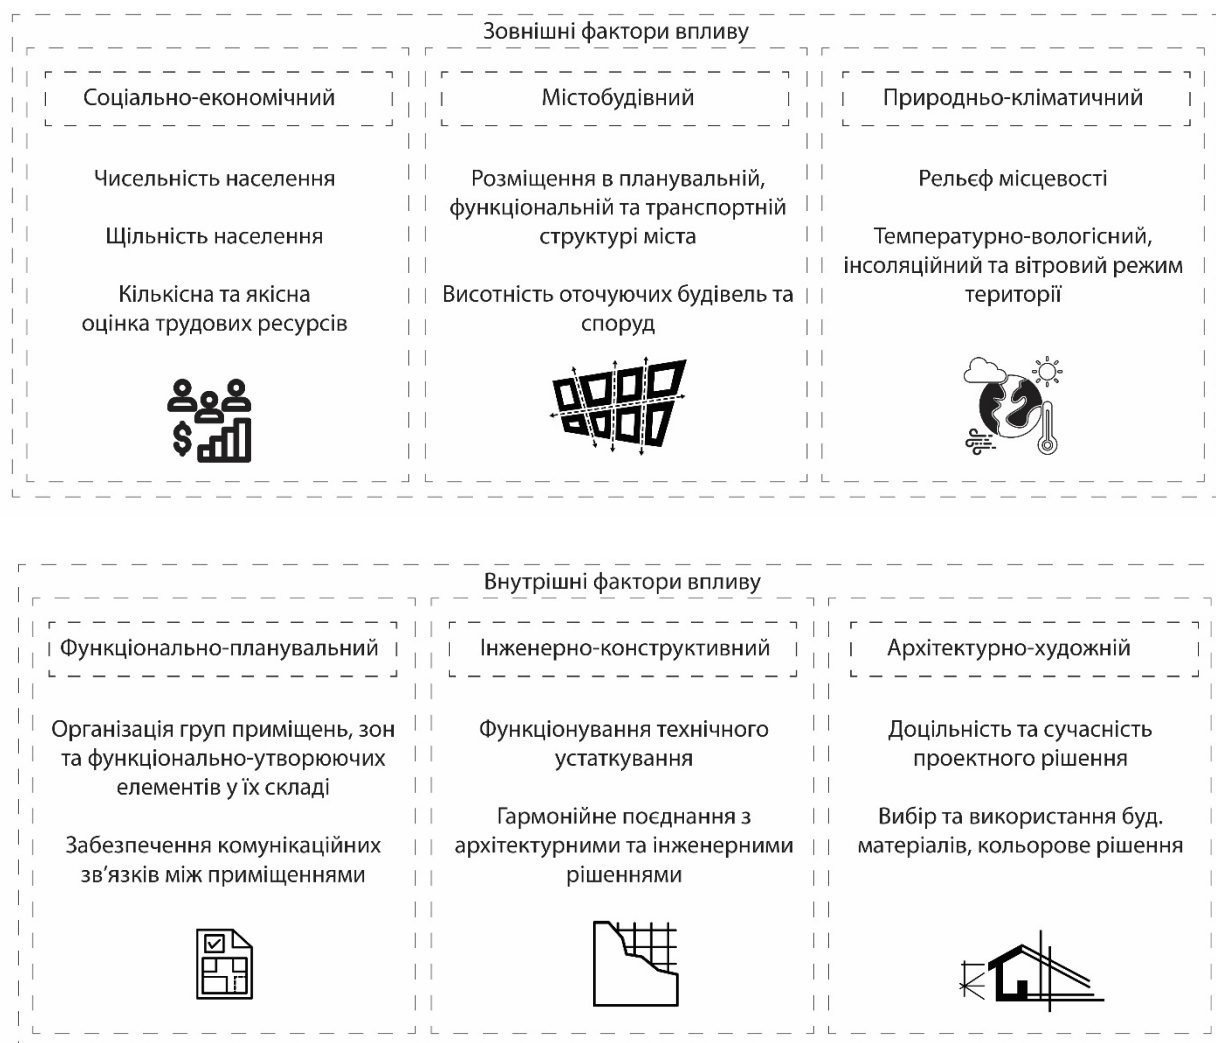 Зовнішні фактори впливу
Соціально-економічний
Чисельність населення
Щільність населення
Кількісна та якісна
оцінка трудових ресурсів
$
Містобудівний
Розміщення в планувальній,
функціональній та транспортній
структурі міста
Висотність оточуючих будівель та
споруд
Природньо-кліматичний
Рельєф місцевості
Температурно-вологісний,
інсоляційний та вітровий режим
території
Внутрішні фактори впливу
Функціонально-планувальний
Організація груп приміщень, зон
та функціонально-утворюючих
елементів у їх складі
Забезпечення комунікаційних
зв’язків між приміщеннями
Інженерно-конструктивний
Функціонування технічного
устаткування
Гармонійне поєднання з
архітектурними та інженерними
рішеннями
Архітектурно-художній
Доцільність та сучасність
проектного рішення
Вибір та використання буд.
матеріалів, кольорове рішення